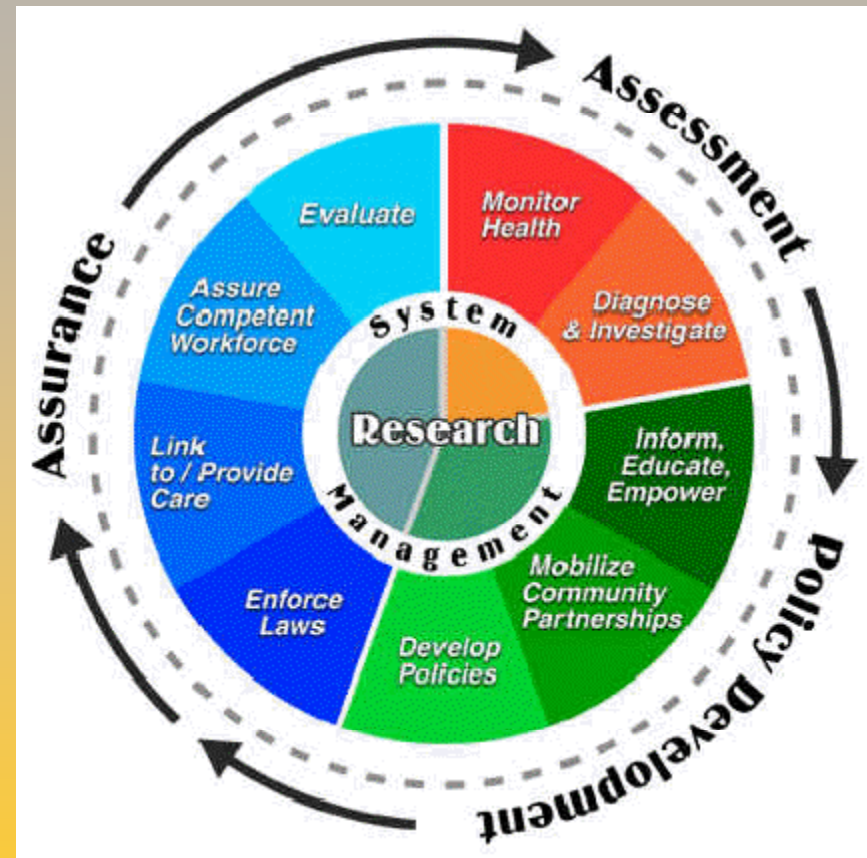 Assessment
Policy Development
Assurance
Monitor
Health
Diagnose
& Investigate
Inform,
Educate,
Empower
Mobilize
Community
Partnerships
Develop
Policies
Enforce
Laws
Link
to / Provide
Care
Assure
Competent
Workforce
Evaluate
System
Management
Research